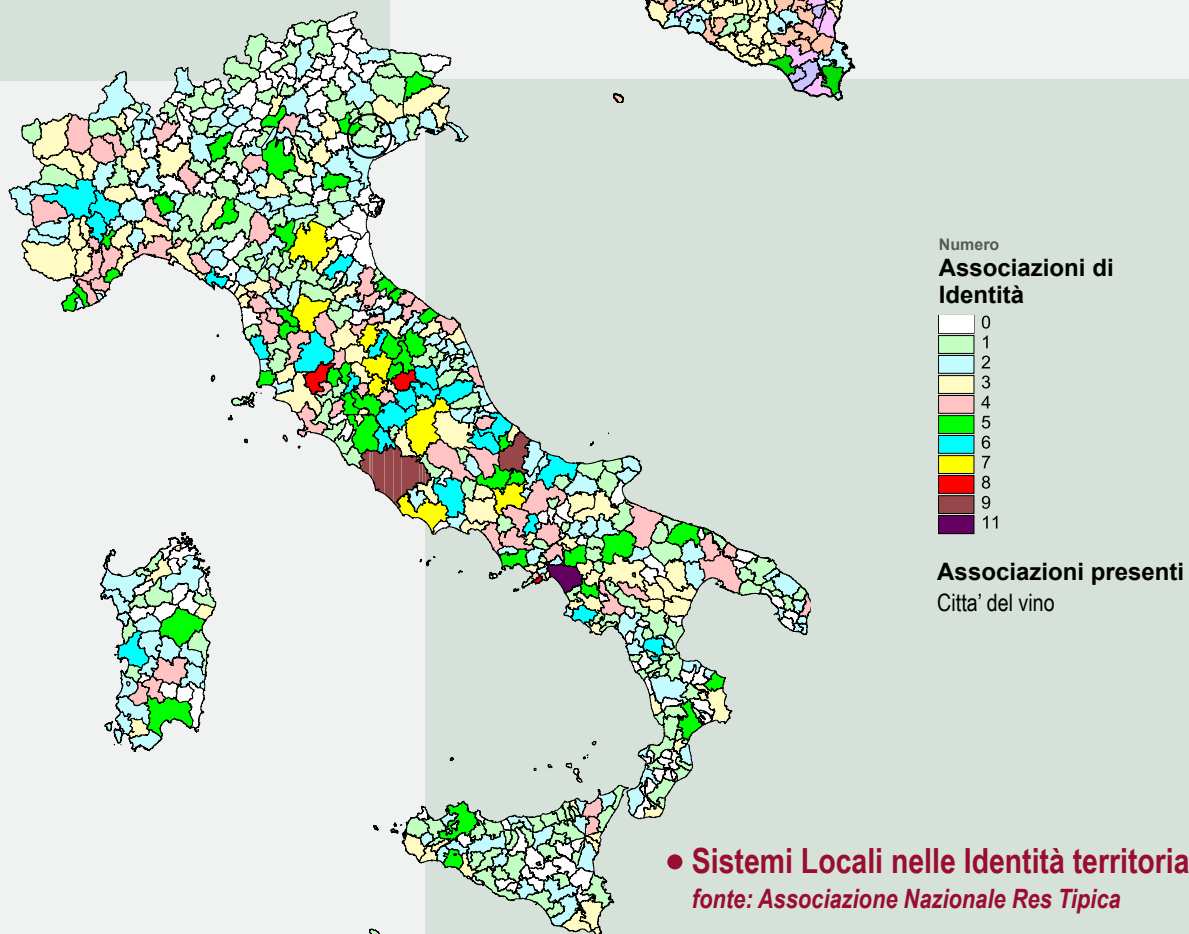 Numero
Associazioni di
Identità
0
1
2
3
4
5
6
7
8
9
11
Associazioni presenti
Citta' del vino
• Sistemi Locali nelle Identità territoria
fonte: Associazione Nazionale Res Tipica